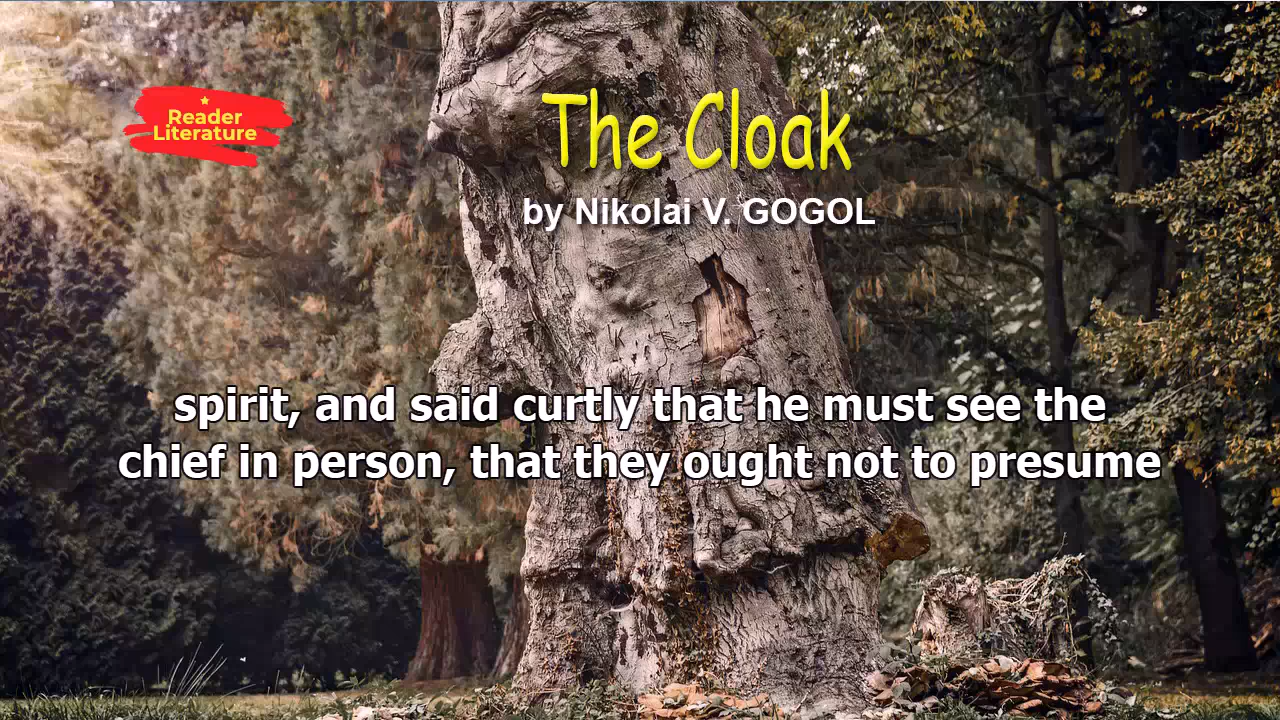 Reader
Literature
The Cloak
by Nikolai V. GOGOL
spirit, and said curtly that he must see the
chief in person, that they ought not to presume